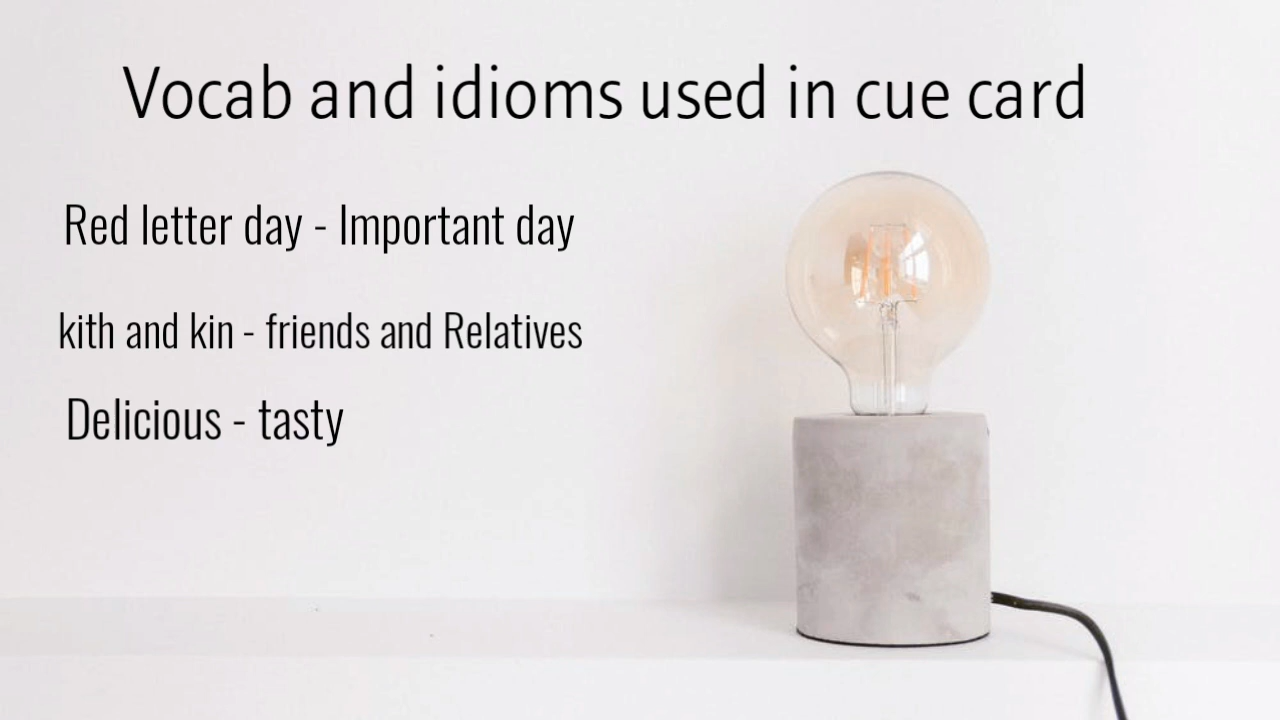 Vocab and idioms used in cue card
Red letter day - Important day
kith and kin - friends and Relatives
Delicious - tasty